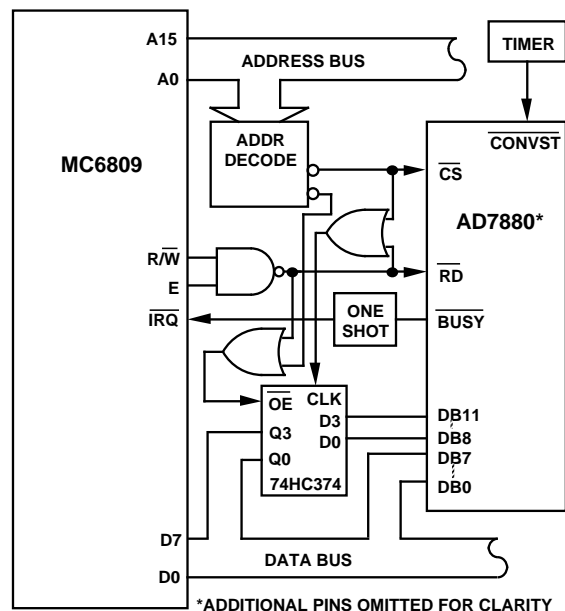 A15
ADDRESS BUS
TIMER
A0
ADDR
DECODE
CONVST
MC6809
CS
AD7880*
R/W
RD
E
IRQ
ONE
SHOT
BUSY
OE
CLK
D3
DB11
Q3
D0
DB8
Q0
DB7
74HC374
DB0
D7
DATA BUS
D0
*ADDITIONAL PINS OMITTED FOR CLARITY